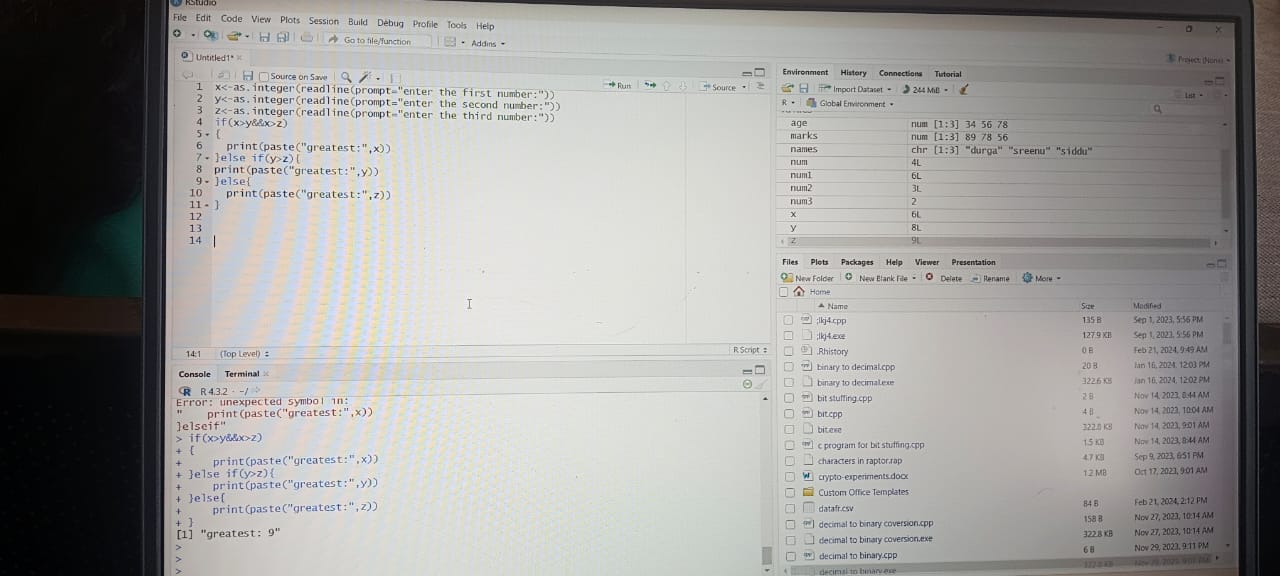 RStudio
File Edit Code View Plots Session Build Debug Profile Tools Help
Go to file/function Addins
Project: (None)
Untitled1*
Source on Save Run Source
1 x<-as.integer(readline(prompt="enter the first number:"))
2 y<-as.integer(readline(prompt="enter the second number:"))
3 z<-as.integer(readline(prompt="enter the third number:"))
4 if(x>y&&x>z)
5 {
6 print(paste("greatest:",x))
7 }else if(y>z){
8 print(paste("greatest:",y))
9 }else{
10 print(paste("greatest:",z))
11 }
12
13
14
14:1 (Top Level) R Script
Console Terminal
R 4.3.2 · ~/
Error: unexpected symbol in:
" print(paste("greatest:",x))
}elseif"
> if(x>y&&x>z)
+ {
+ print(paste("greatest:",x))
+ }else if(y>z){
+ print(paste("greatest:",y))
+ }else{
+ print(paste("greatest:",z))
+ }
[1] "greatest: 9"
>
>
>
Environment History Connections Tutorial
Import Dataset 244 MiB List
R Global Environment
age num [1:3] 34 56 78
marks num [1:3] 89 78 56
names chr [1:3] "durga" "sreenu" "siddu"
num 4L
num1 6L
num2 3L
num3 2
x 6L
y 8L
z 9L
Files Plots Packages Help Viewer Presentation
New Folder New Blank File Delete Rename More
Home
Name Size Modified
;lkj4.cpp 135 B Sep 1, 2023, 5:56 PM
;lkj4.exe 127.9 KB Sep 1, 2023, 5:56 PM
.Rhistory 0 B Feb 21, 2024, 9:49 AM
binary to decimal.cpp 20 B Jan 16, 2024, 12:03 PM
binary to decimal.exe 322.6 KB Jan 16, 2024, 12:02 PM
bit stuffing.cpp 2 B Nov 14, 2023, 8:44 AM
bit.cpp 4 B Nov 14, 2023, 10:04 AM
bit.exe 322.8 KB Nov 14, 2023, 9:01 AM
c program for bit stuffing.cpp 1.5 KB Nov 14, 2023, 8:44 AM
characters in raptor.rap 4.7 KB Sep 9, 2023, 6:51 PM
crypto-experiments.docx 1.2 MB Oct 17, 2023, 9:01 AM
Custom Office Templates
datafr.csv 84 B Feb 21, 2024, 2:12 PM
decimal to binary coversion.cpp 158 B Nov 27, 2023, 10:14 AM
decimal to binary coversion.exe 322.8 KB Nov 27, 2023, 10:14 AM
decimal to binary.cpp 6 B Nov 29, 2023, 9:11 PM
decimal to binary.exe